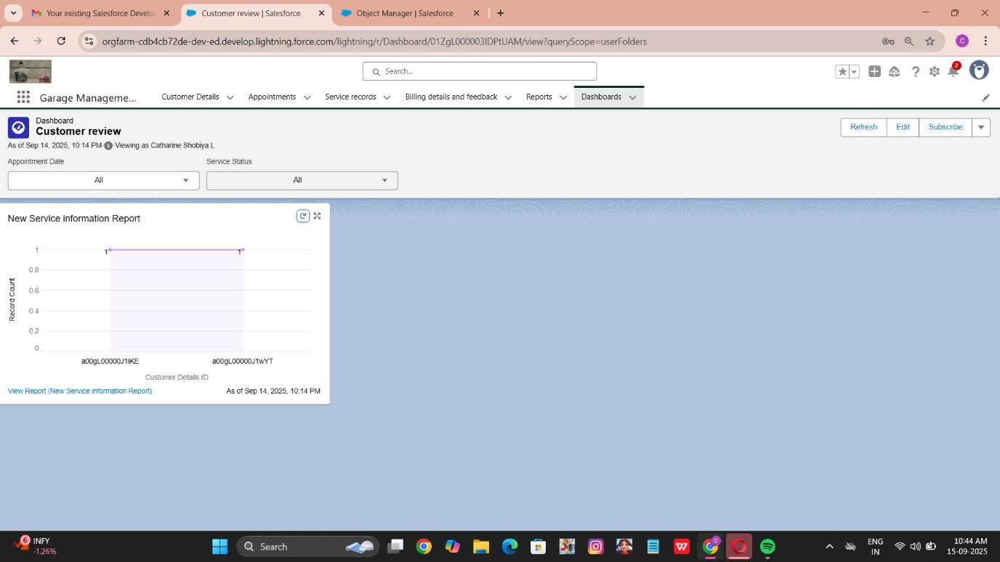 Your existing Salesforce Develo
Customer review | Salesforce
Object Manager | Salesforce
orgfarm-cdb4cb72de-dev-ed.develop.lightning.force.com/lightning/r/Dashboard/01ZgL000003lDPtUAM/view?queryScope=userFolders
C
Search...
2
Garage Manageme...
Customer Details
Appointments
Service records
Billing details and feedback
Reports
Dashboards
Dashboard
Customer review
Refresh
Edit
Subscribe
As of Sep 14, 2025, 10:14 PM·Viewing as Catharine Shobiya L
Appointment Date
Service Status
All
All
New Service information Report
1
0.8
0.6
0.4
0.2
0
Record Count
1
1
a00gL00000J1iKE
a00gL00000J1wYT
Customer Details ID
View Report (New Service information Report)
As of Sep 14, 2025, 10:14 PM
6
INFY
-1.26%
Search
W
C
ENG
IN
10:44 AM
15-09-2025